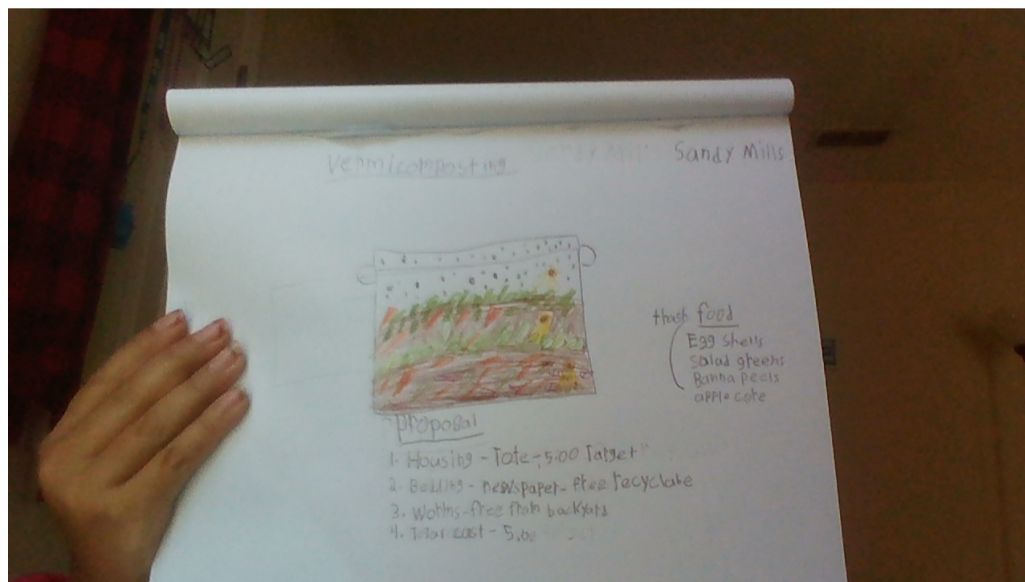 Vermicomposting
Sandy Mills
thash food
Egg Shells
Salad greens
Banna peels
apple core
proposal
1. Housing - Tote - 5.00 Target
2. Bedding - newspaper - free recyclable
3. Worms - free from backyard
4. Total cost - 5.00